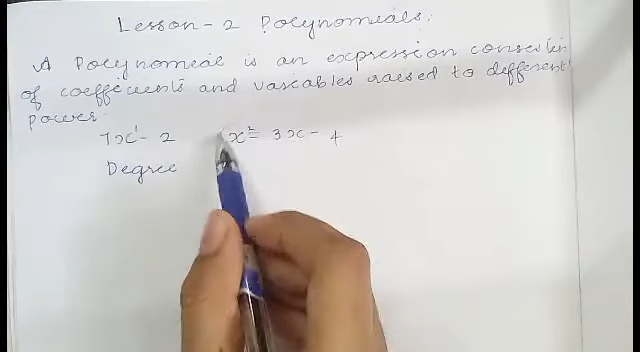 Lesson - 2 Polynomials:
A Polynomial is an expression consestin
of coefficients and variables raised to different
power
7x¹ - 2 x² - 3x - 4
Degree